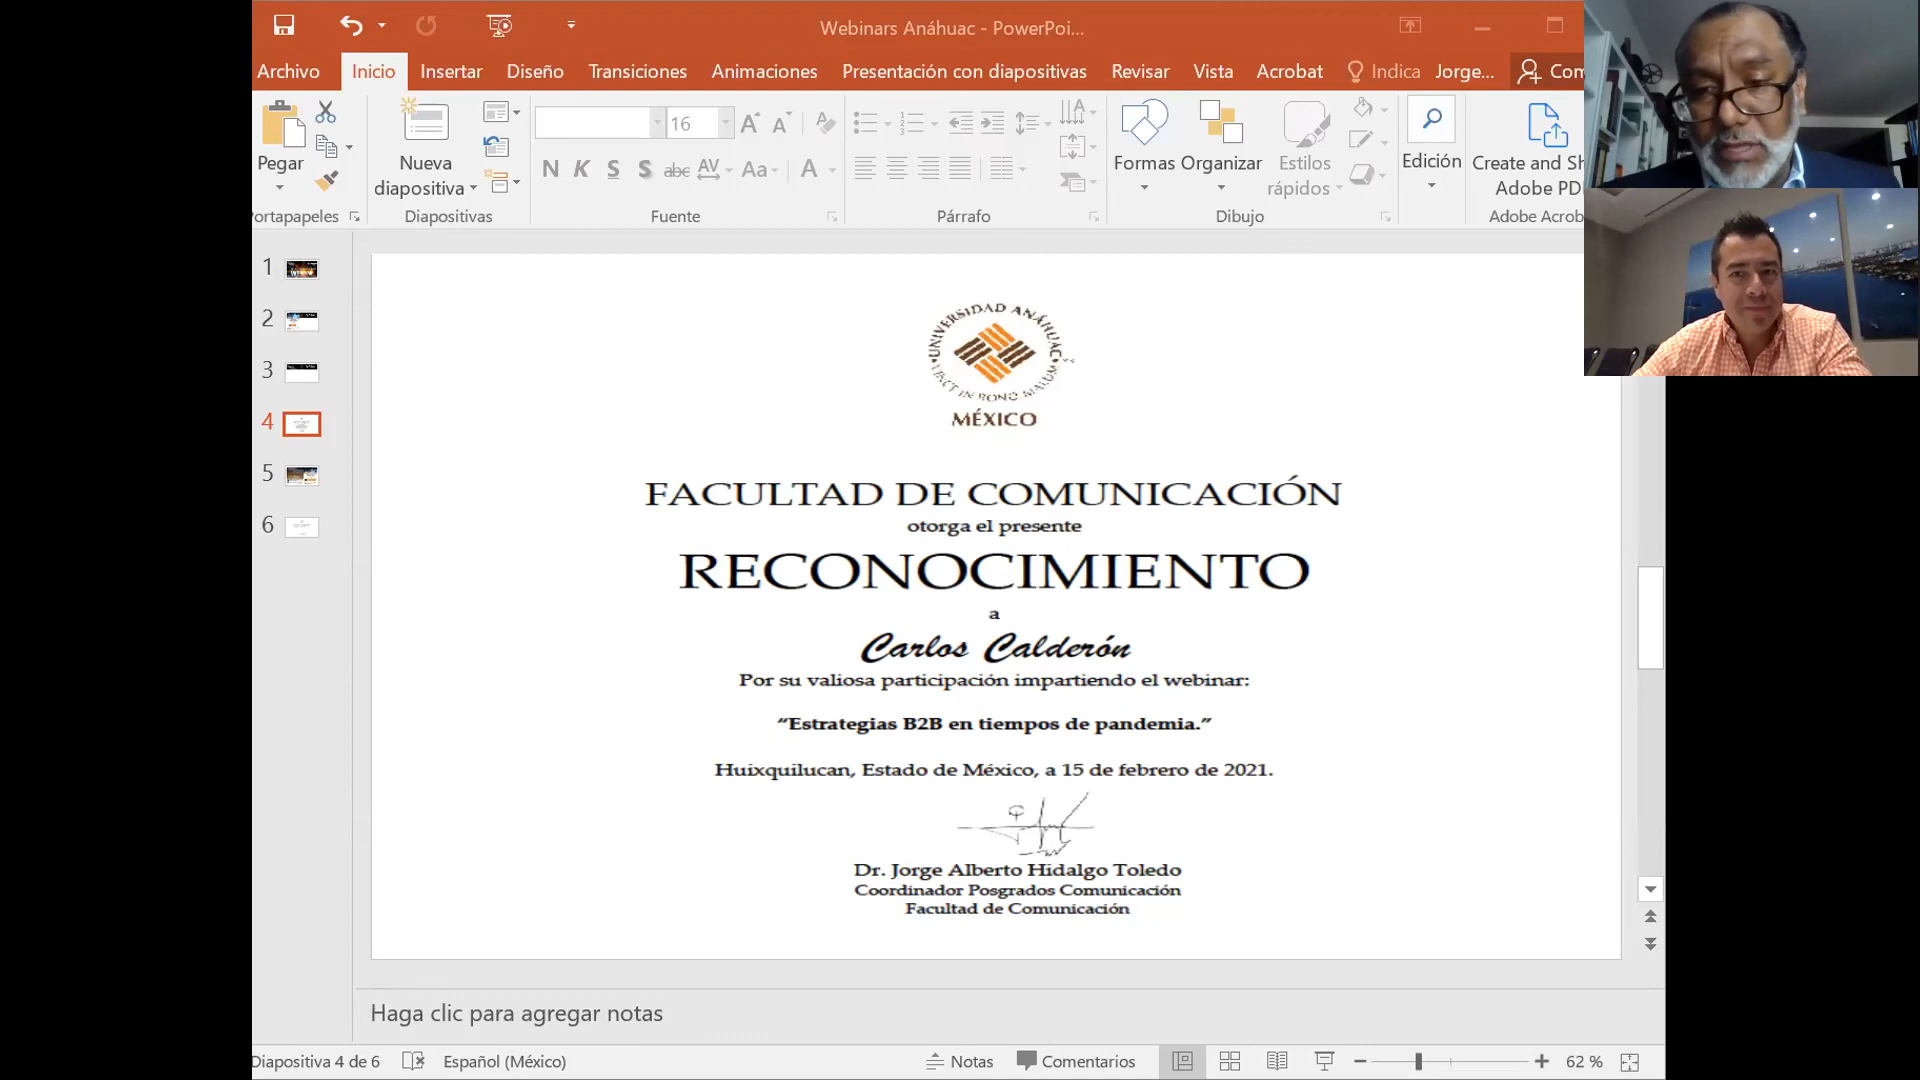 Webinars Anáhuac - PowerPoi...
Archivo Inicio Insertar Diseño Transiciones Animaciones Presentación con diapositivas Revisar Vista Acrobat Indica Jorge... Com
16
Pegar Nueva diapositiva Formas Organizar Estilos rápidos Edición Create and Sh Adobe PD
N K S S abc AV Aa A
ortapapeles Diapositivas Fuente Párrafo Dibujo Adobe Acrob
1
2
3
4
5
6
UNIVERSIDAD ANÁHUAC
MÉXICO
FACULTAD DE COMUNICACIÓN
otorga el presente
RECONOCIMIENTO
a
Carlos Calderón
Por su valiosa participación impartiendo el webinar:
“Estrategias B2B en tiempos de pandemia.”
Huixquilucan, Estado de México, a 15 de febrero de 2021.
Dr. Jorge Alberto Hidalgo Toledo
Coordinador Posgrados Comunicación
Facultad de Comunicación
Haga clic para agregar notas
Diapositiva 4 de 6 Español (México) Notas Comentarios 62 %